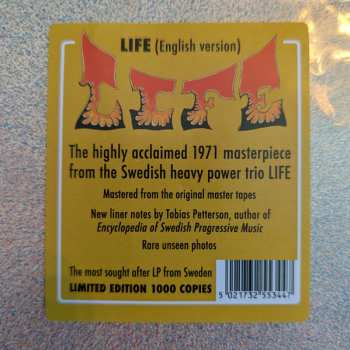 LIFE (English version)
LIFE
The highly acclaimed 1971 masterpiece
from the Swedish heavy power trio LIFE
Mastered from the original master tapes
New liner notes by Tobias Petterson, author of
Encyclopedia of Swedish Progressive Music
Rare unseen photos
The most sought after LP from Sweden
LIMITED EDITION 1000 COPIES
5 021732 553447